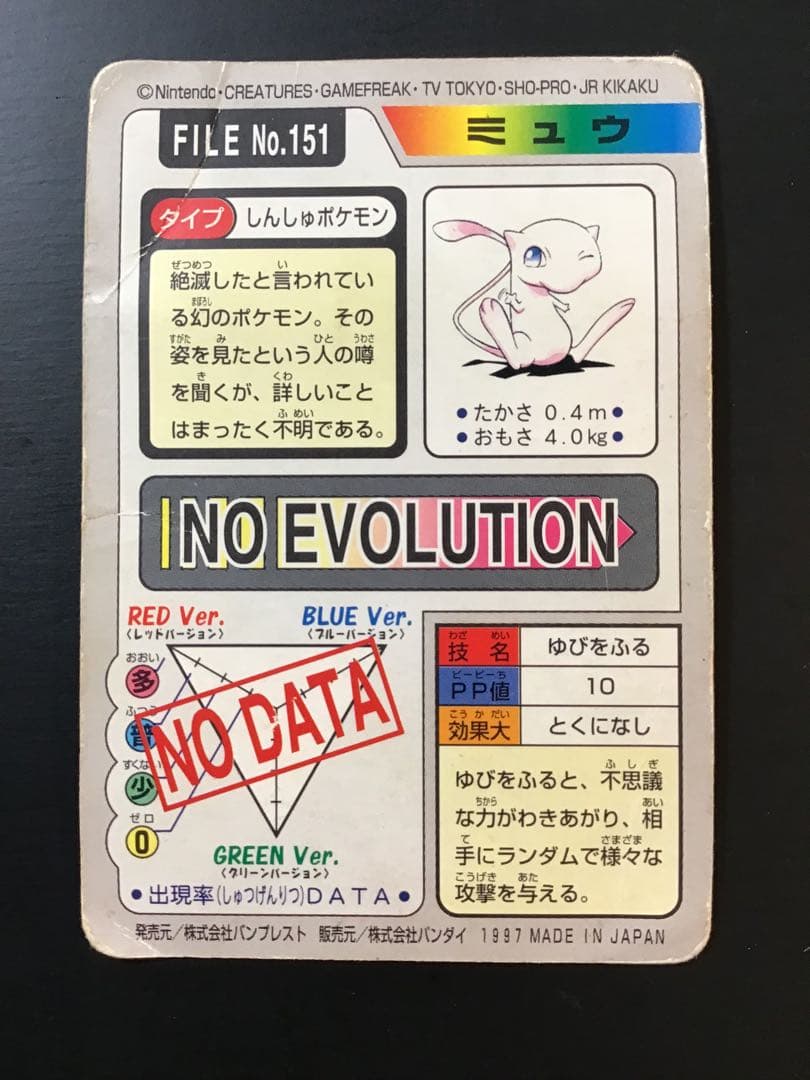 ©Nintendo・CREATURES・GAMEFREAK・TV TOKYO・SHO-PRO・JR KIKAKU
FILE No.151
ミュウ
タイプ しんしゅポケモン
ぜつめつ い
絶滅したと言われてい
まぼろし
る幻のポケモン。その
すがた み ひと うわさ
姿を見たという人の噂
き くわ
を聞くが、詳しいこと
ふめい
はまったく不明である。
●たかさ 0.4m●
●おもさ 4.0kg●
NO EVOLUTION
RED Ver.
〈レッドバージョン〉
BLUE Ver.
〈ブルーバージョン〉
おおい
多
ふつう
普
すくない
少
ゼロ
0
NO DATA
GREEN Ver.
〈グリーンバージョン〉
●出現率(しゅつげんりつ)DATA●
わざ めい
技名 ゆびをふる
ピーピーち
PP値 10
こうか だい
効果大 とくになし
ふしぎ
ゆびをふると、不思議
ちから あい
な力がわきあがり、相
て さまざま
手にランダムで様々な
こうげき あた
攻撃を与える。
発売元/株式会社バンプレスト 販売元/株式会社バンダイ 1997 MADE IN JAPAN